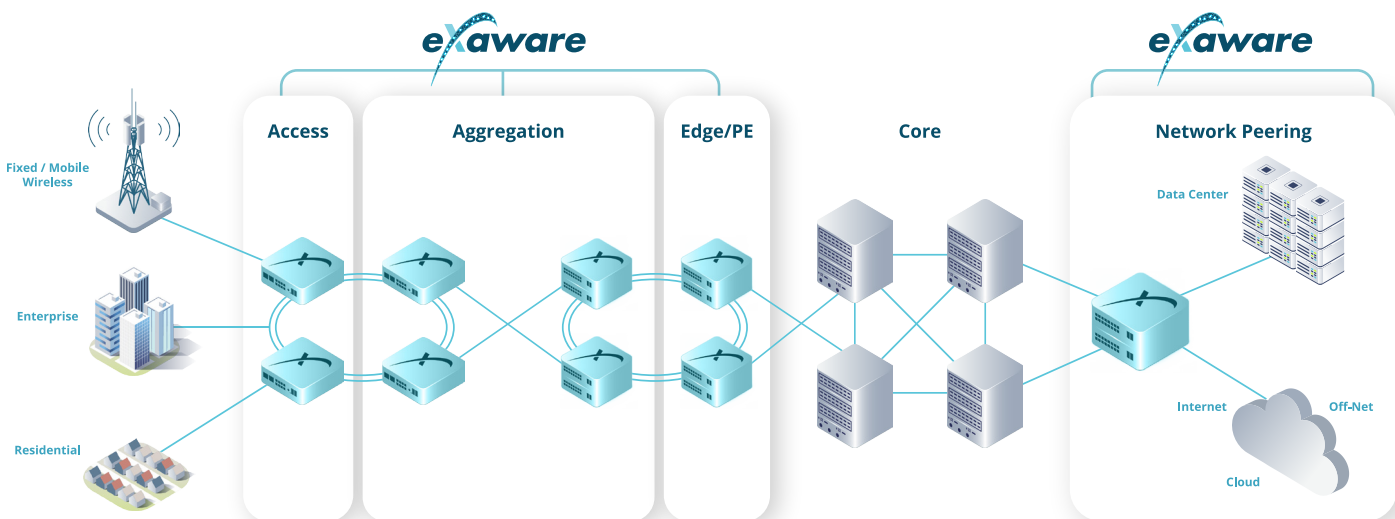 eXaware
eXaware
Access
Aggregation
Edge/PE
Core
Network Peering
Fixed / Mobile
Wireless
Data Center
Enterprise
Internet
Off-Net
Residential
Cloud